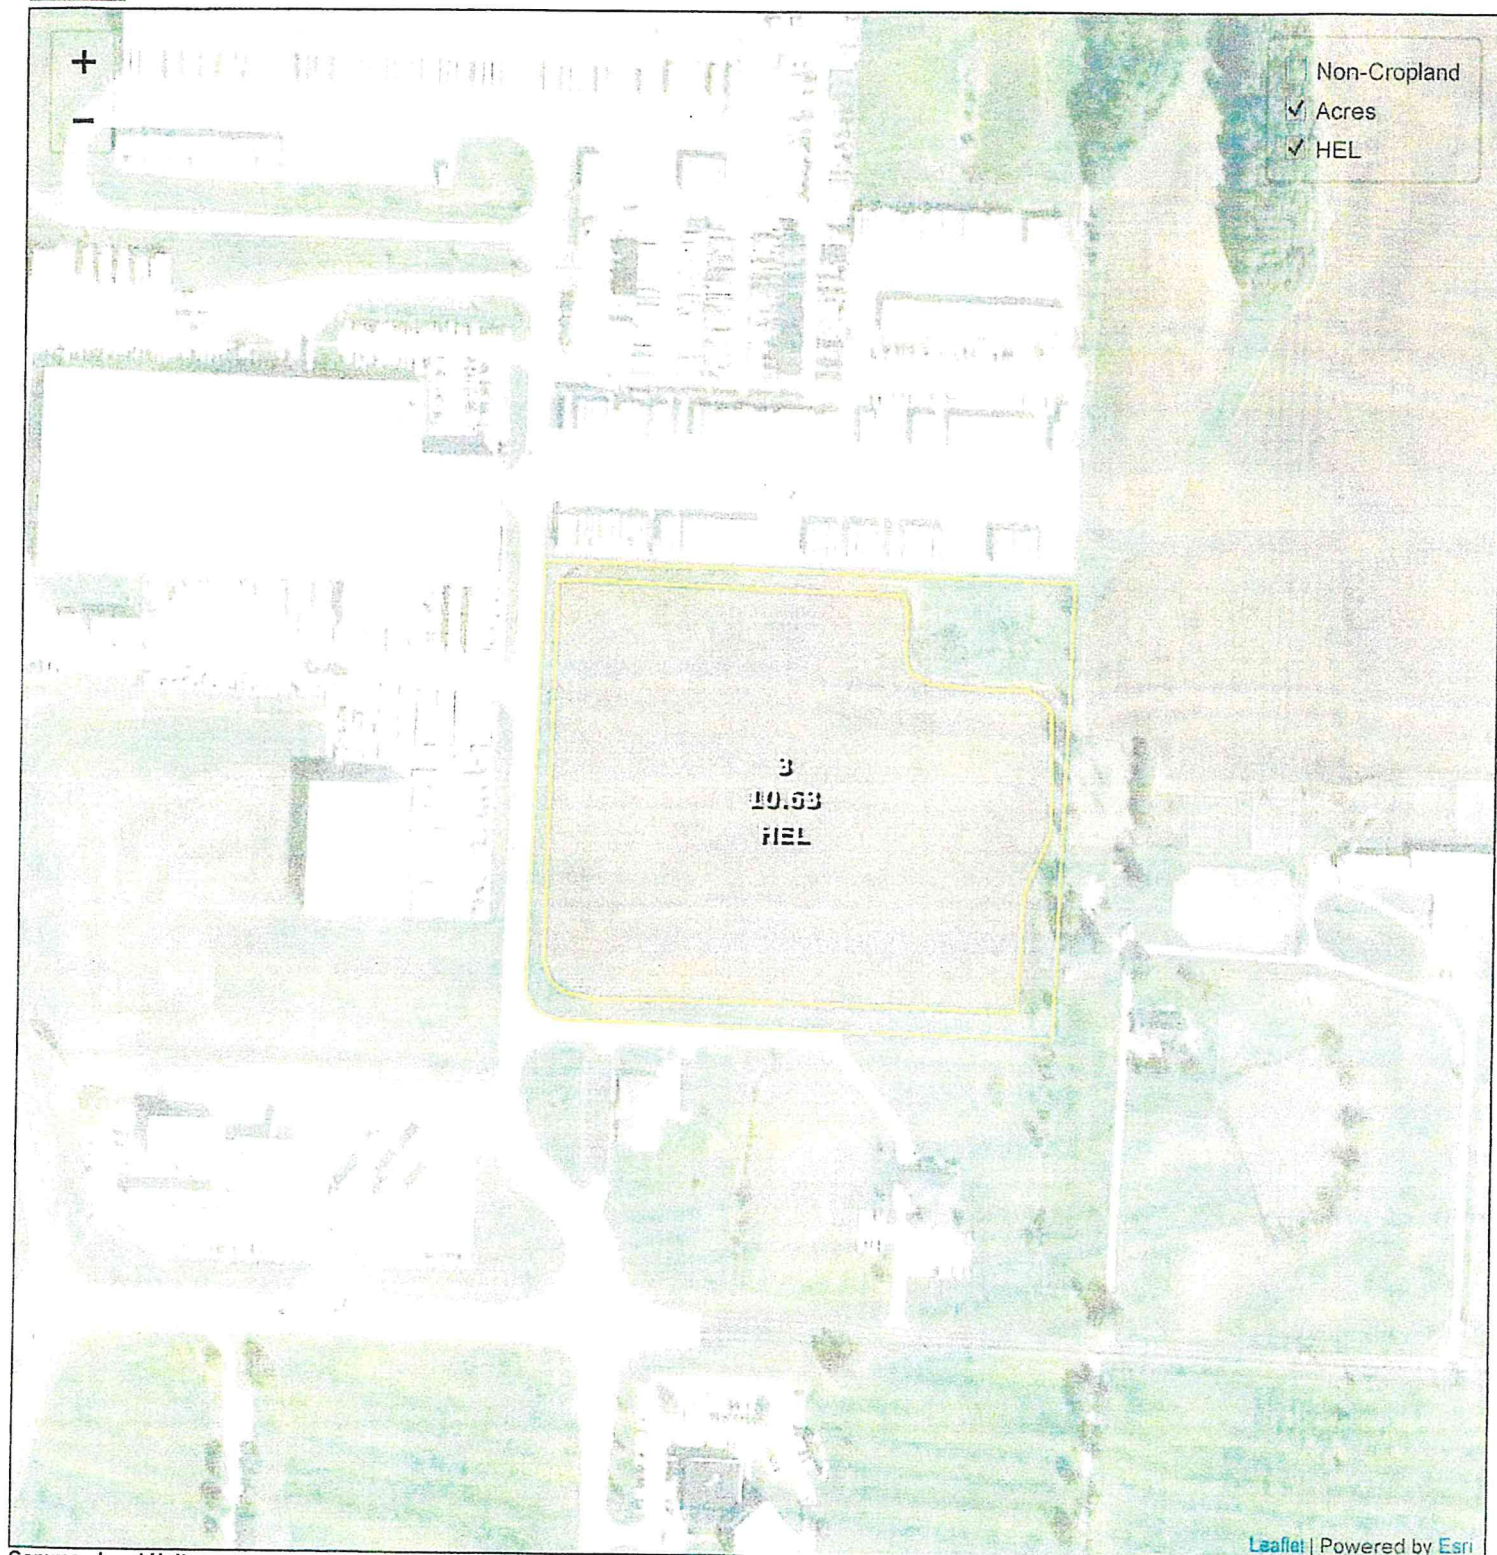 +
−
Non-Cropland
✓ Acres
✓ HEL
3
10.63
HEL
Leaflet | Powered by Esri